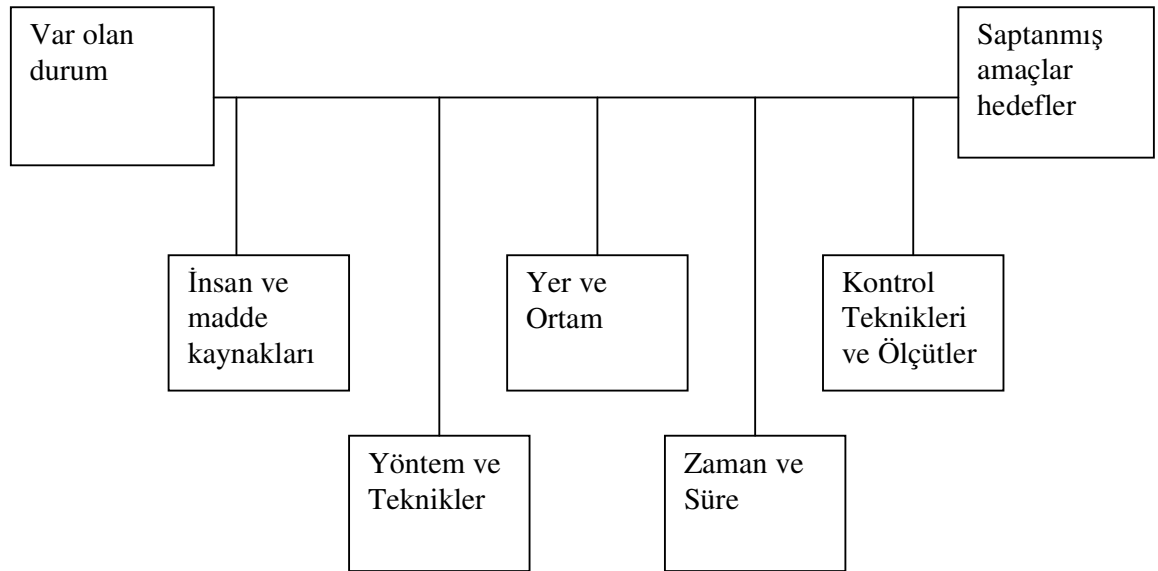 Var olan
durum
Saptanmış
amaçlar
hedefler
İnsan ve
madde
kaynakları
Yer ve
Ortam
Kontrol
Teknikleri
ve Ölçütler
Yöntem ve
Teknikler
Zaman ve
Süre